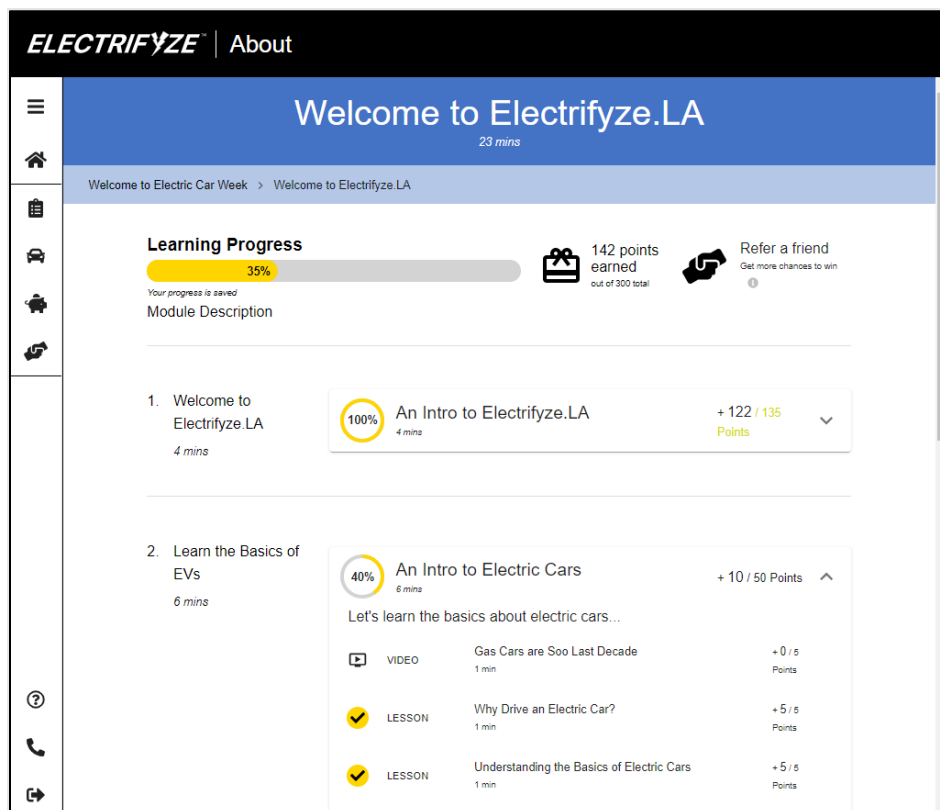 ELECTRIFYZE™ | About
Welcome to Electrifyze.LA
23 mins
Welcome to Electric Car Week > Welcome to Electrifyze.LA
Learning Progress
35%
Your progress is saved
Module Description
142 points
earned
out of 300 total
Refer a friend
Get more chances to win
1. Welcome to
Electrifyze.LA
4 mins
100%
An Intro to Electrifyze.LA
4 mins
+ 122 / 135
Points
2. Learn the Basics of
EVs
6 mins
40%
An Intro to Electric Cars
6 mins
+ 10 / 50 Points
Let's learn the basics about electric cars...
VIDEO
Gas Cars are Soo Last Decade
1 min
+ 0 / 5
Points
LESSON
Why Drive an Electric Car?
1 min
+ 5 / 5
Points
LESSON
Understanding the Basics of Electric Cars
1 min
+ 5 / 5
Points